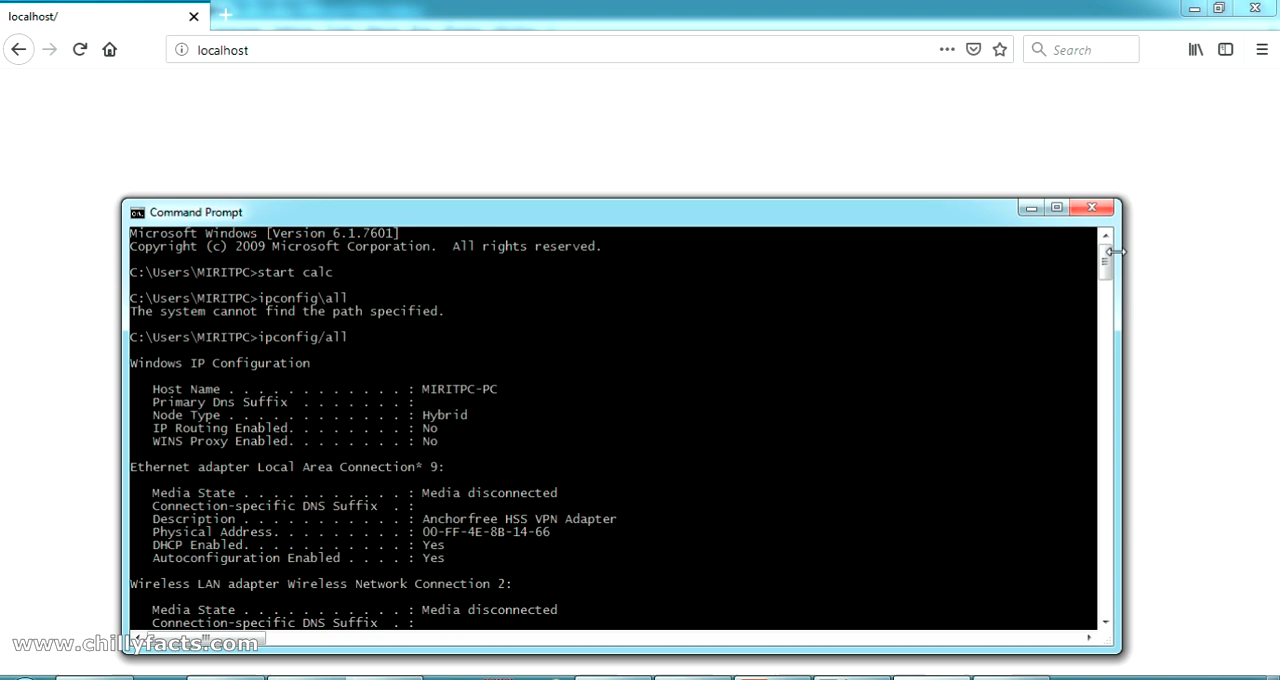 localhost/
localhost
Search
Command Prompt
Microsoft Windows [Version 6.1.7601]
Copyright (c) 2009 Microsoft Corporation.  All rights reserved.
C:\Users\MIRITPC>start calc
C:\Users\MIRITPC>ipconfig\all
The system cannot find the path specified.
C:\Users\MIRITPC>ipconfig/all
Windows IP Configuration
Host Name . . . . . . . . . . . . : MIRITPC-PC
Primary Dns Suffix  . . . . . . . :
Node Type . . . . . . . . . . . . : Hybrid
IP Routing Enabled. . . . . . . . : No
WINS Proxy Enabled. . . . . . . . : No
Ethernet adapter Local Area Connection* 9:
Media State . . . . . . . . . . . : Media disconnected
Connection-specific DNS Suffix  . :
Description . . . . . . . . . . . : Anchorfree HSS VPN Adapter
Physical Address. . . . . . . . . : 00-FF-4E-8B-14-66
DHCP Enabled. . . . . . . . . . . : Yes
Autoconfiguration Enabled . . . . : Yes
Wireless LAN adapter Wireless Network Connection 2:
Media State . . . . . . . . . . . : Media disconnected
Connection-specific DNS Suffix  . :
www.chillyfacts.com